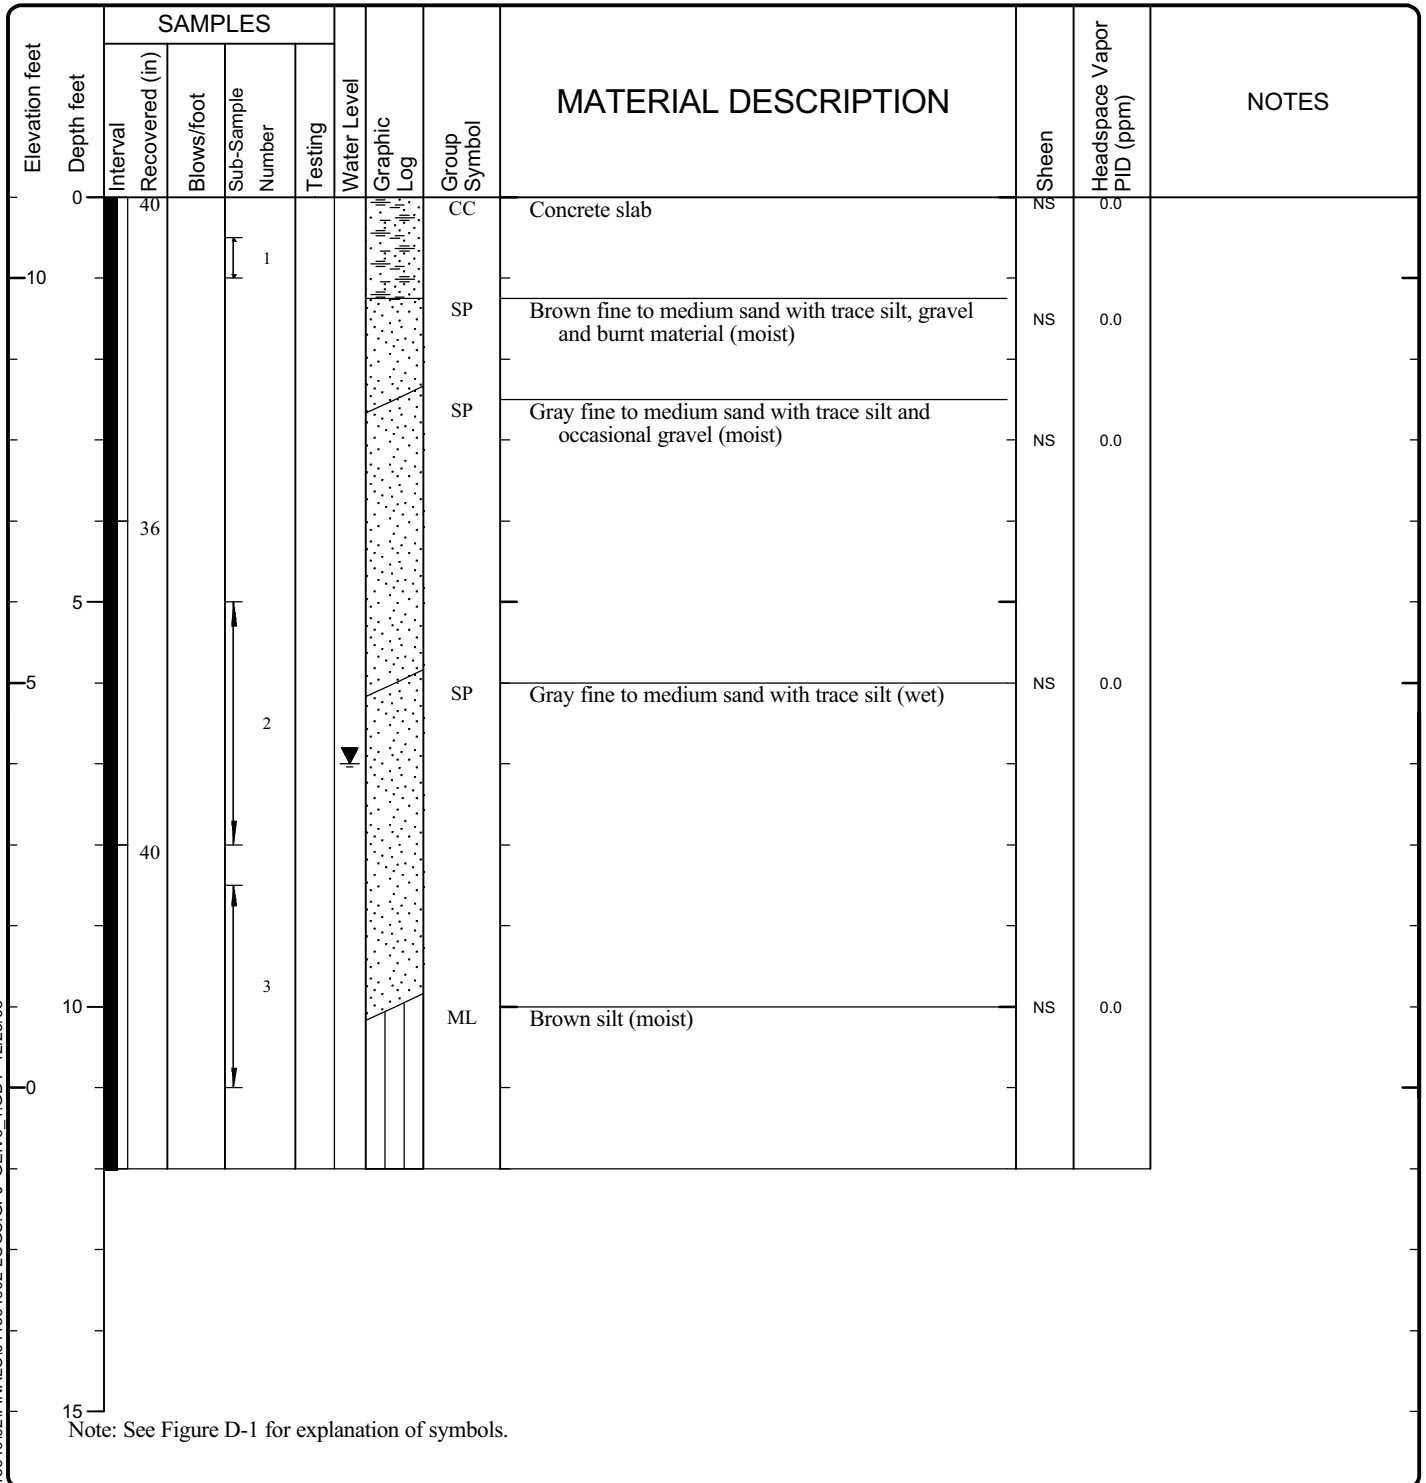 SAMPLES
Elevation feet
Depth feet
Interval
Recovered (in)
Blows/foot
Sub-Sample
Number
Testing
Water Level
Graphic
Log
Group
Symbol
MATERIAL DESCRIPTION
Sheen
Headspace Vapor
PID (ppm)
NOTES
0
40
CC
Concrete slab
NS
0.0
1
10
SP
Brown fine to medium sand with trace silt, gravel
and burnt material (moist)
NS
0.0
SP
Gray fine to medium sand with trace silt and
occasional gravel (moist)
NS
0.0
36
5
5
SP
Gray fine to medium sand with trace silt (wet)
NS
0.0
2
40
3
10
ML
Brown silt (moist)
NS
0.0
0
15
Note: See Figure D-1 for explanation of symbols.